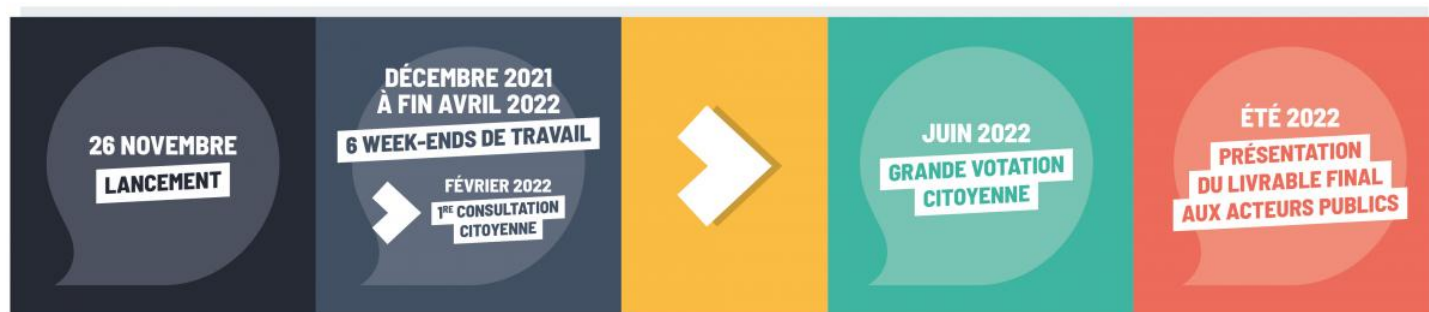 26 NOVEMBRE
LANCEMENT
DÉCEMBRE 2021
À FIN AVRIL 2022
6 WEEK-ENDS DE TRAVAIL
FÉVRIER 2022
1RE CONSULTATION
CITOYENNE
JUIN 2022
GRANDE VOTATION
CITOYENNE
ÉTÉ 2022
PRÉSENTATION
DU LIVRABLE FINAL
AUX ACTEURS PUBLICS